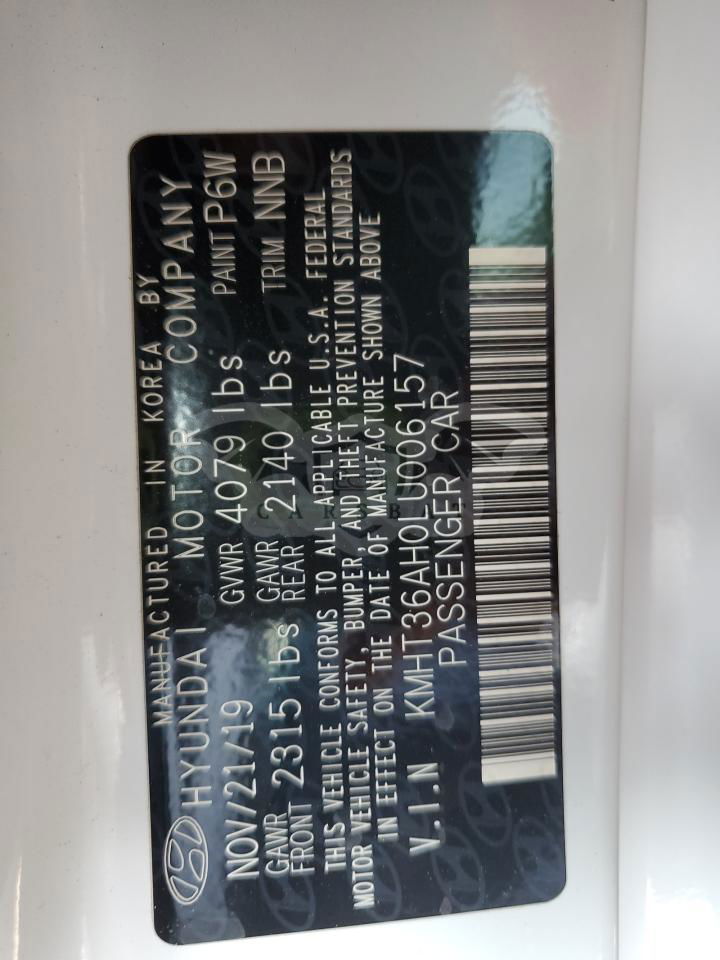 MANUFACTURED IN KOREA BY
HYUNDAI MOTOR COMPANY
NOV/21/19 GVWR 4079 lbs PAINT P6W
GAWR FRONT 2315 lbs GAWR REAR 2140 lbs TRIM NNB
THIS VEHICLE CONFORMS TO ALL APPLICABLE U.S.A. FEDERAL
MOTOR VEHICLE SAFETY, BUMPER, AND THEFT PREVENTION STANDARDS
IN EFFECT ON THE DATE OF MANUFACTURE SHOWN ABOVE
V.I.N KMHT36AH0LU006157
PASSENGER CAR